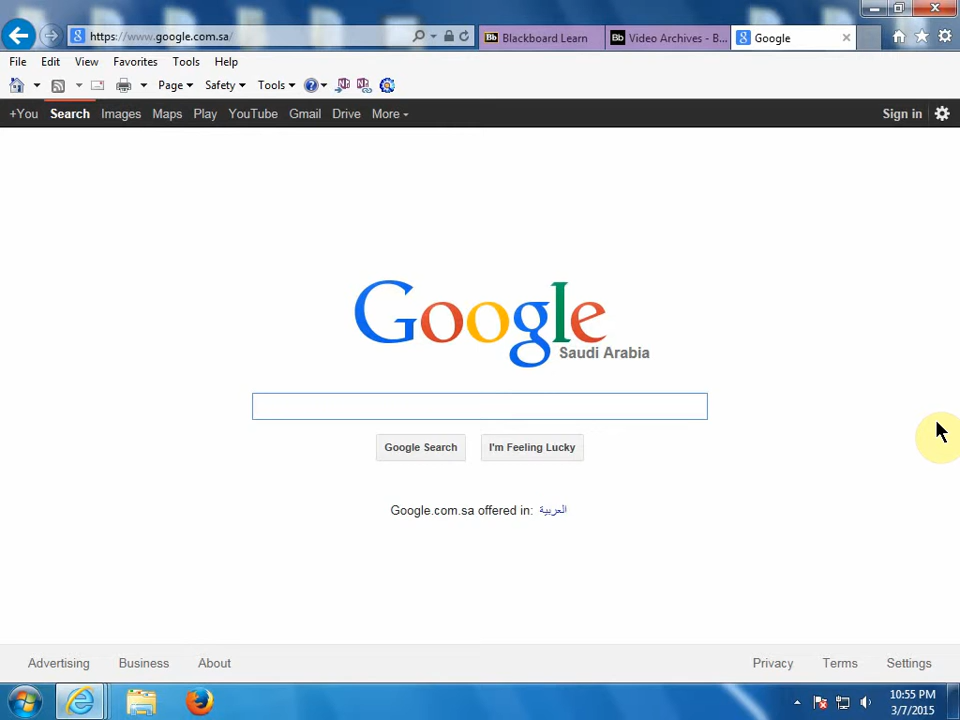 https://www.google.com.sa/
Blackboard Learn
Video Archives - B...
Google
File Edit View Favorites Tools Help
Page Safety Tools
+You Search Images Maps Play YouTube Gmail Drive More Sign in
Google
Saudi Arabia
Google Search I'm Feeling Lucky
Google.com.sa offered in: العربية
Advertising Business About Privacy Terms Settings
10:55 PM
3/7/2015